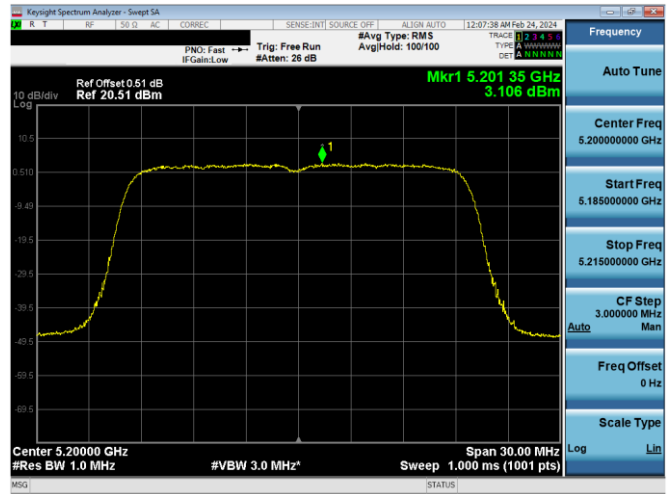 Keysight Spectrum Analyzer - Swept SA
R T RF 50 Ω AC CORREC SENSE:INT SOURCE OFF ALIGN AUTO 12:07:38 AM Feb 24, 2024
PNO: Fast
IFGain:Low
Trig: Free Run
#Atten: 26 dB
#Avg Type: RMS
Avg|Hold: 100/100
TRACE 1 2 3 4 5 6
TYPE A WWWWW
DET A N N N N N
Mkr1 5.201 35 GHz
3.106 dBm
Ref Offset 0.51 dB
Ref 20.51 dBm
10 dB/div
Log
10.5
0.510
-9.49
-19.5
-29.5
-39.5
-49.5
-59.5
-69.5
1
Center 5.20000 GHz
#Res BW 1.0 MHz
#VBW 3.0 MHz*
Span 30.00 MHz
Sweep 1.000 ms (1001 pts)
MSG
STATUS
Frequency
Auto Tune
Center Freq
5.200000000 GHz
Start Freq
5.185000000 GHz
Stop Freq
5.215000000 GHz
CF Step
3.000000 MHz
Auto Man
Freq Offset
0 Hz
Scale Type
Log Lin